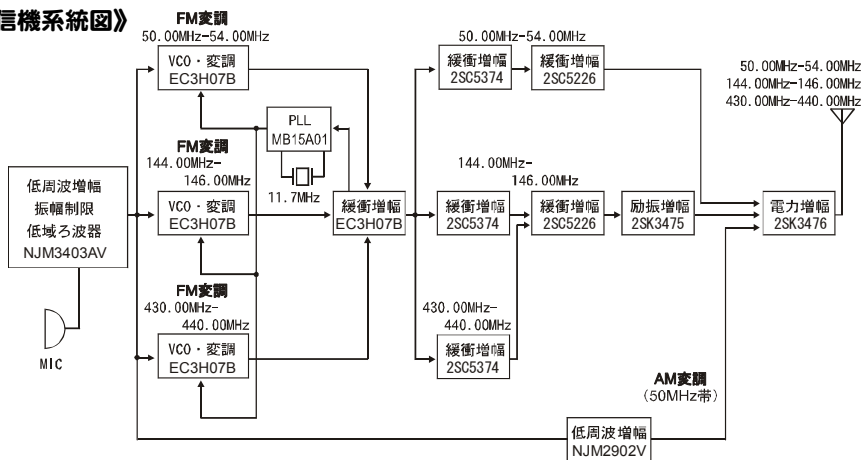 信機系統図》
FM変調
50.00MHz-54.00MHz
VCO・変調
EC3H07B
PLL
MB15A01
11.7MHz
FM変調
144.00MHz-
146.00MHz
VCO・変調
EC3H07B
FM変調
430.00MHz-
440.00MHz
VCO・変調
EC3H07B
低周波増幅
振幅制限
低域ろ波器
NJM3403AV
MIC
緩衝増幅
EC3H07B
50.00MHz-54.00MHz
緩衝増幅
2SC5374
緩衝増幅
2SC5226
144.00MHz-
146.00MHz
緩衝増幅
2SC5374
緩衝増幅
2SC5226
励振増幅
2SK3475
430.00MHz-
440.00MHz
緩衝増幅
2SC5374
50.00MHz-54.00MHz
144.00MHz-146.00MHz
430.00MHz-440.00MHz
電力増幅
2SK3476
AM変調
(50MHz帯)
低周波増幅
NJM2902V